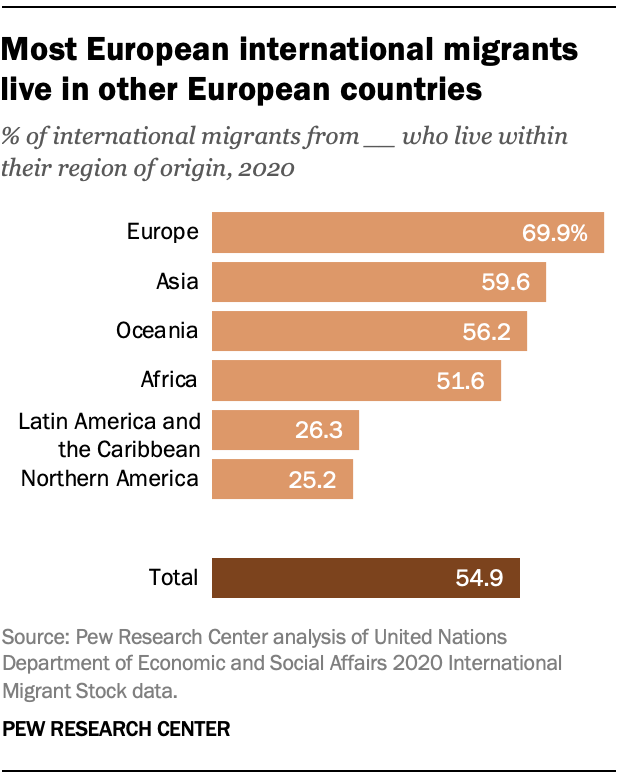 Most European international migrants
live in other European countries
% of international migrants from __ who live within
their region of origin, 2020
Europe 69.9%
Asia 59.6
Oceania 56.2
Africa 51.6
Latin America and
the Caribbean 26.3
Northern America 25.2
Total 54.9
Source: Pew Research Center analysis of United Nations
Department of Economic and Social Affairs 2020 International
Migrant Stock data.
PEW RESEARCH CENTER